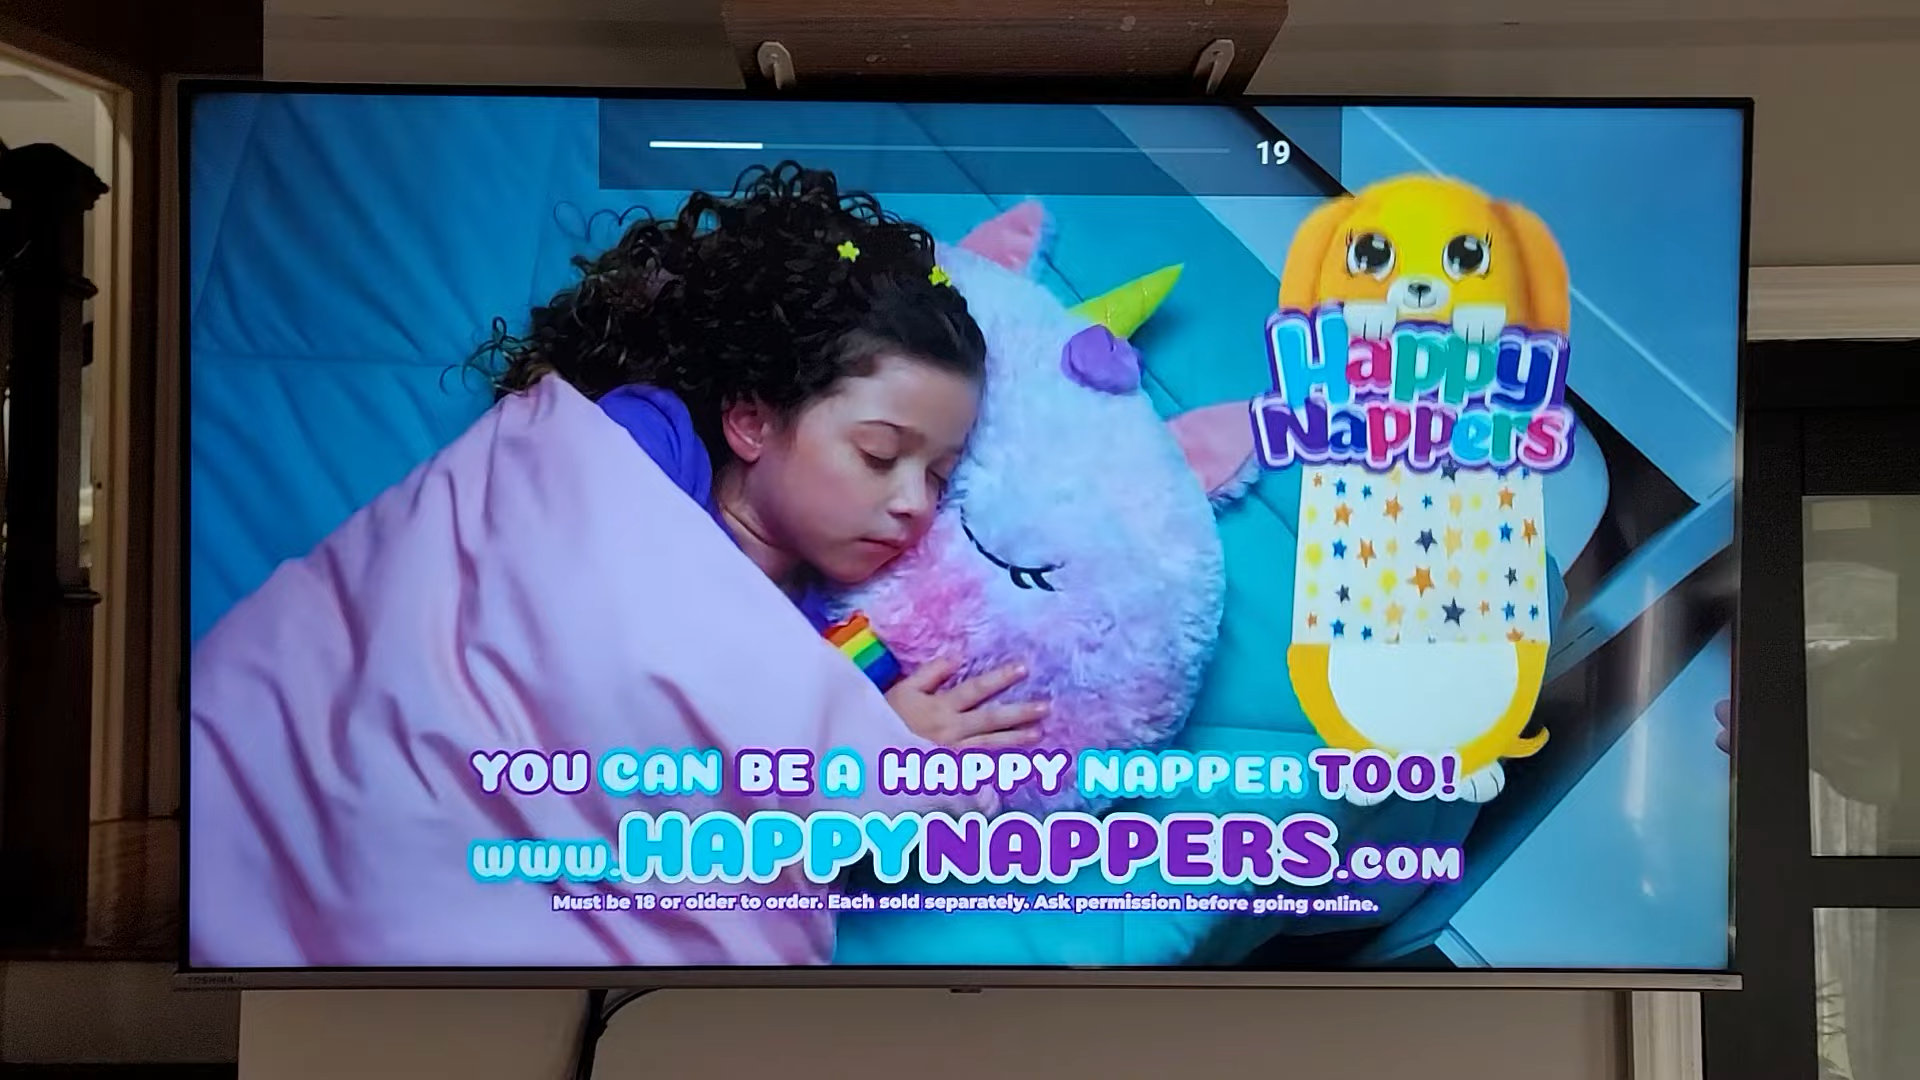 19
Happy
Nappers
YOU CAN BE A HAPPY NAPPER TOO!
www.HAPPYNAPPERS.COM
Must be 18 or older to order. Each sold separately. Ask permission before going online.
TOSHIBA